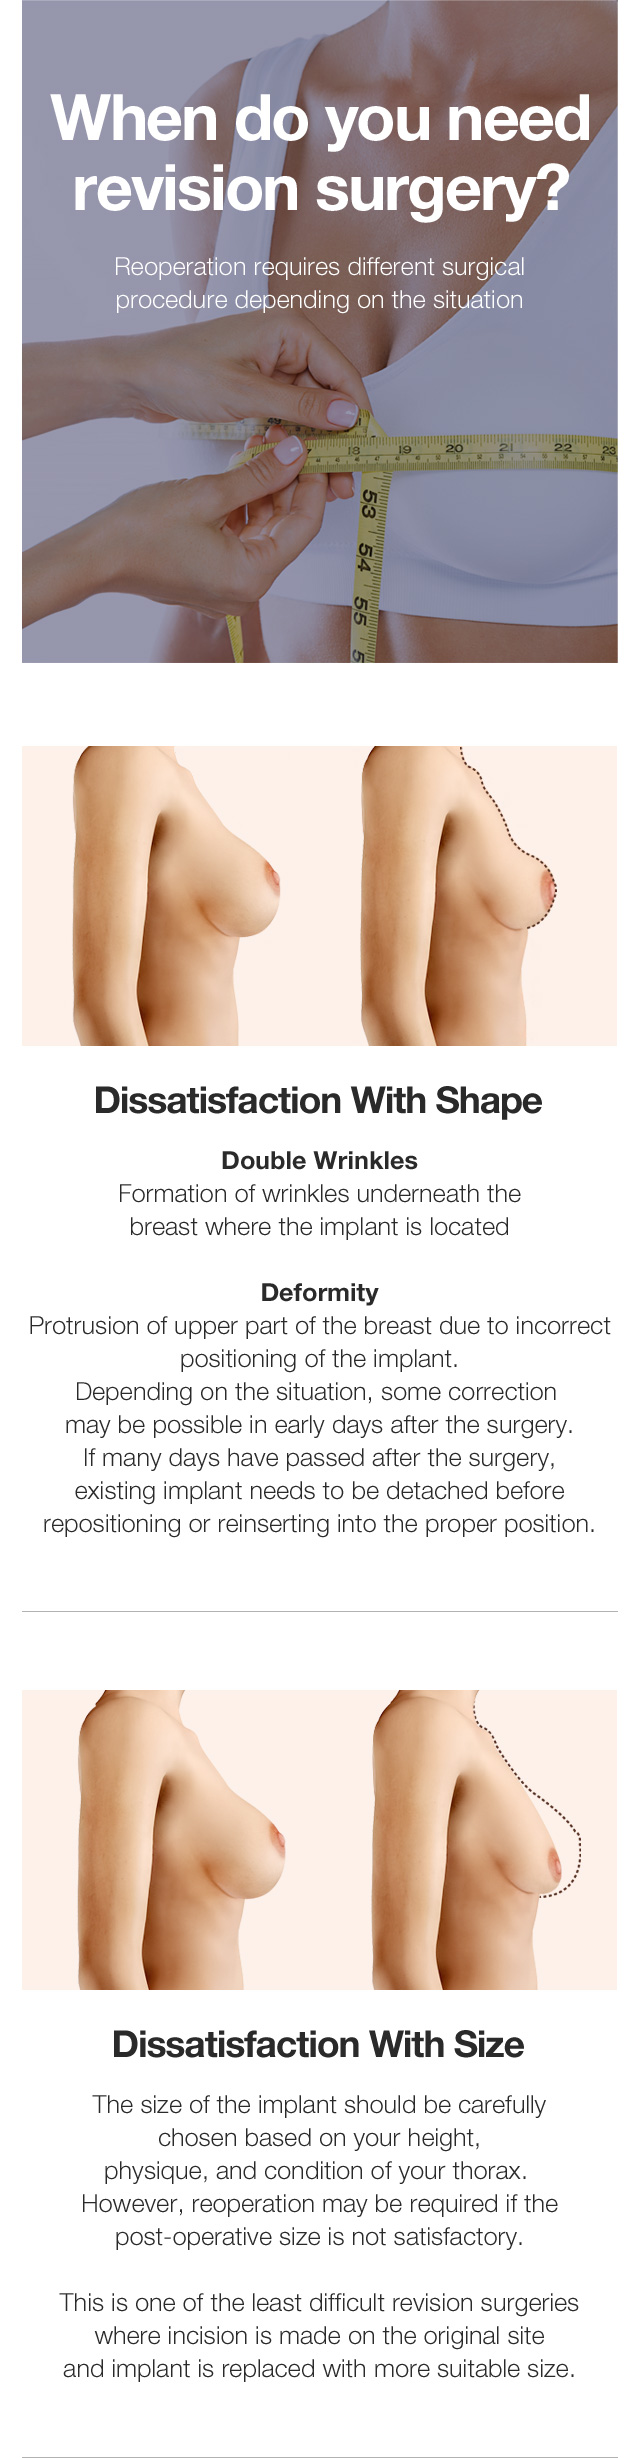 When do you need
revision surgery?
Reoperation requires different surgical
procedure depending on the situation
18 19 20 21 22 23
53
54
55
Dissatisfaction With Shape
Double Wrinkles
Formation of wrinkles underneath the
breast where the implant is located
Deformity
Protrusion of upper part of the breast due to incorrect
positioning of the implant.
Depending on the situation, some correction
may be possible in early days after the surgery.
If many days have passed after the surgery,
existing implant needs to be detached before
repositioning or reinserting into the proper position.
Dissatisfaction With Size
The size of the implant should be carefully
chosen based on your height,
physique, and condition of your thorax.
However, reoperation may be required if the
post-operative size is not satisfactory.
This is one of the least difficult revision surgeries
where incision is made on the original site
and implant is replaced with more suitable size.